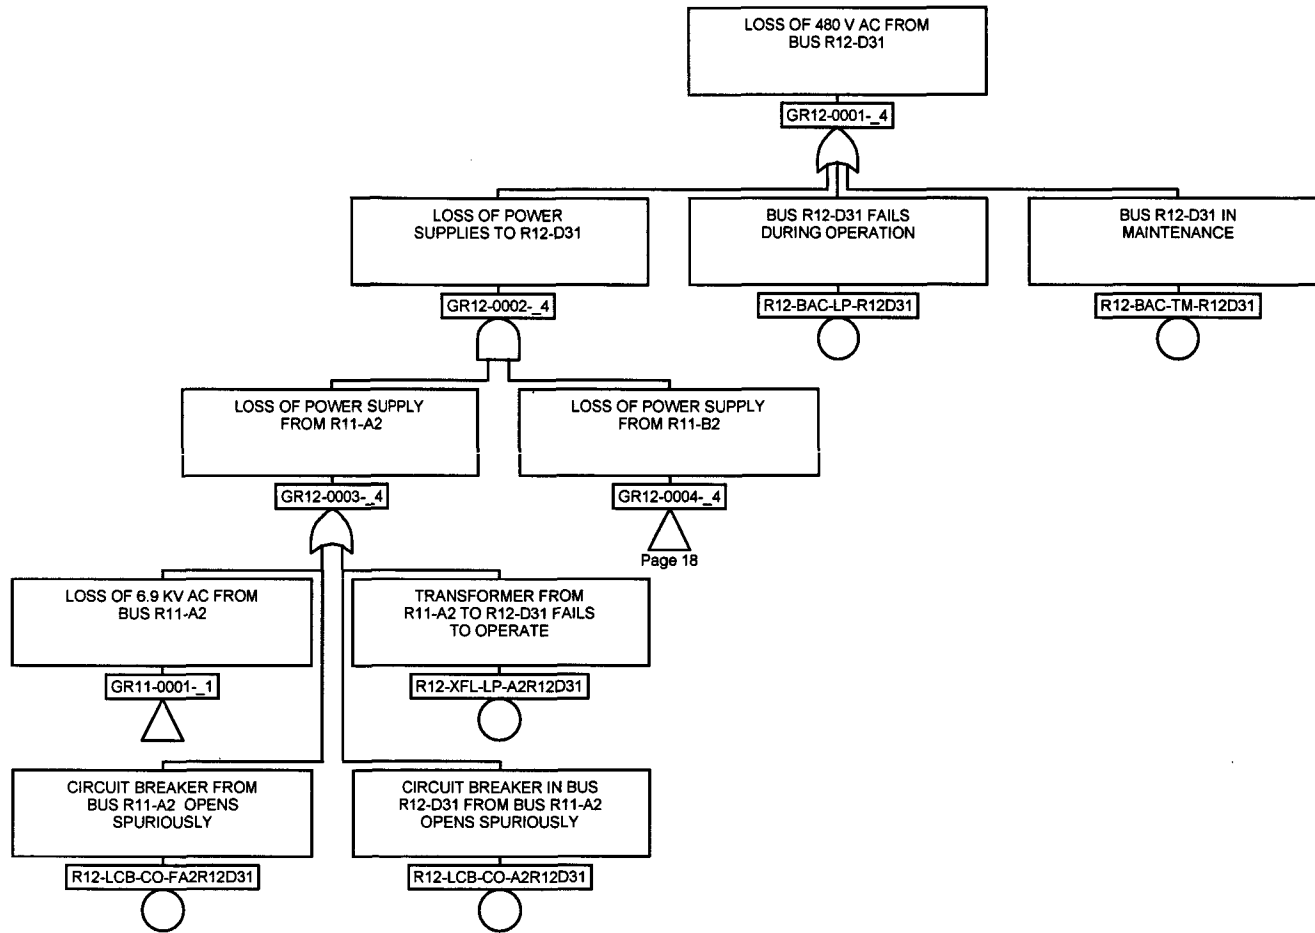 LOSS OF 480 V AC FROM
BUS R12-D31
GR12-0001-_4
LOSS OF POWER
SUPPLIES TO R12-D31
GR12-0002-_4
BUS R12-D31 FAILS
DURING OPERATION
R12-BAC-LP-R12D31
BUS R12-D31 IN
MAINTENANCE
R12-BAC-TM-R12D31
LOSS OF POWER SUPPLY
FROM R11-A2
GR12-0003-_4
LOSS OF POWER SUPPLY
FROM R11-B2
GR12-0004-_4
Page 18
LOSS OF 6.9 KV AC FROM
BUS R11-A2
GR11-0001-_1
TRANSFORMER FROM
R11-A2 TO R12-D31 FAILS
TO OPERATE
R12-XFL-LP-A2R12D31
CIRCUIT BREAKER FROM
BUS R11-A2 OPENS
SPURIOUSLY
R12-LCB-CO-FA2R12D31
CIRCUIT BREAKER IN BUS
R12-D31 FROM BUS R11-A2
OPENS SPURIOUSLY
R12-LCB-CO-A2R12D31